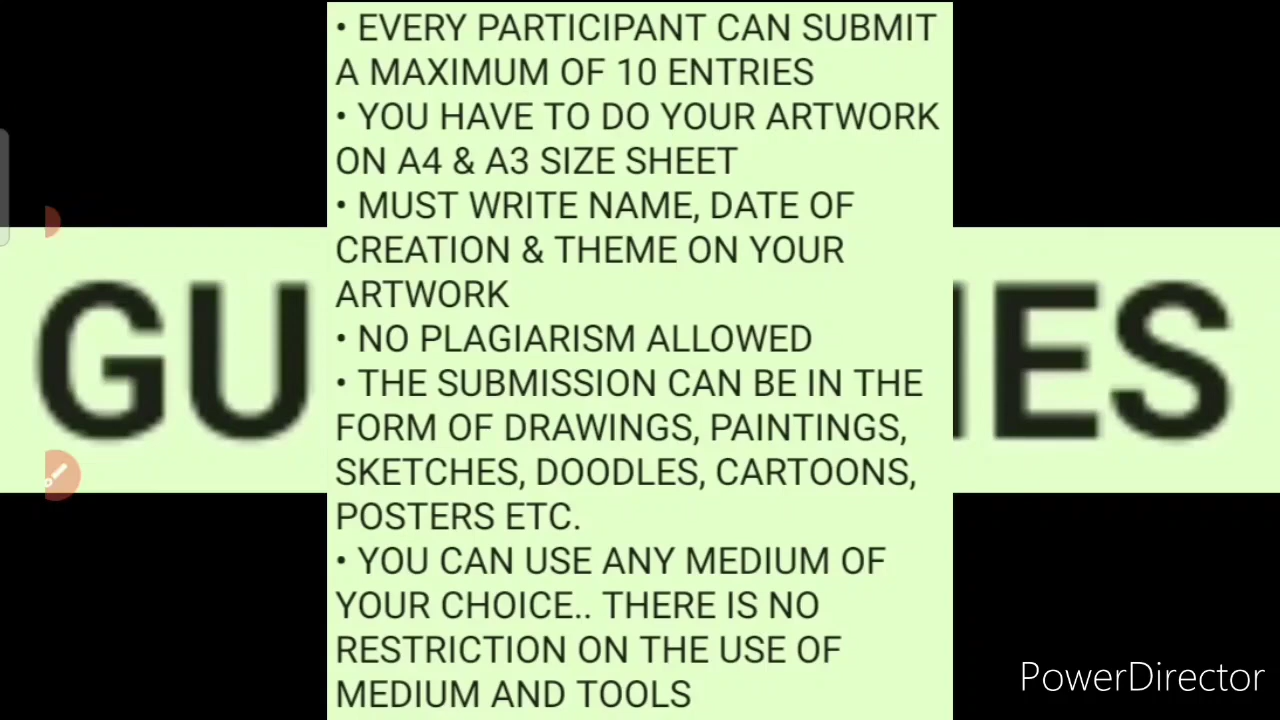 • EVERY PARTICIPANT CAN SUBMIT
A MAXIMUM OF 10 ENTRIES
• YOU HAVE TO DO YOUR ARTWORK
ON A4 & A3 SIZE SHEET
• MUST WRITE NAME, DATE OF
CREATION & THEME ON YOUR
ARTWORK
• NO PLAGIARISM ALLOWED
• THE SUBMISSION CAN BE IN THE
FORM OF DRAWINGS, PAINTINGS,
SKETCHES, DOODLES, CARTOONS,
POSTERS ETC.
• YOU CAN USE ANY MEDIUM OF
YOUR CHOICE.. THERE IS NO
RESTRICTION ON THE USE OF
MEDIUM AND TOOLS
PowerDirector